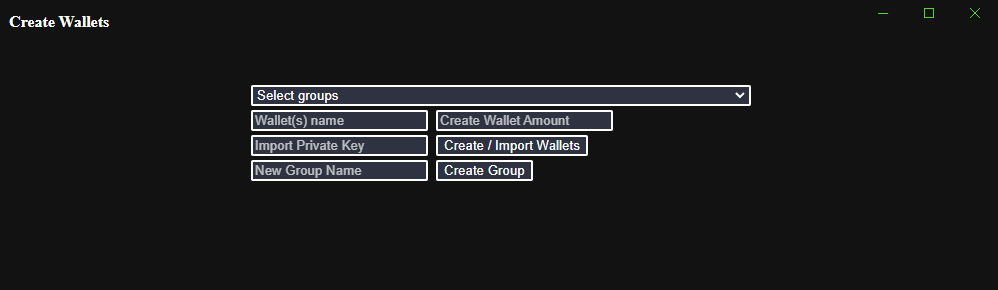 Create Wallets
Select groups
Wallet(s) name Create Wallet Amount
Import Private Key Create / Import Wallets
New Group Name Create Group